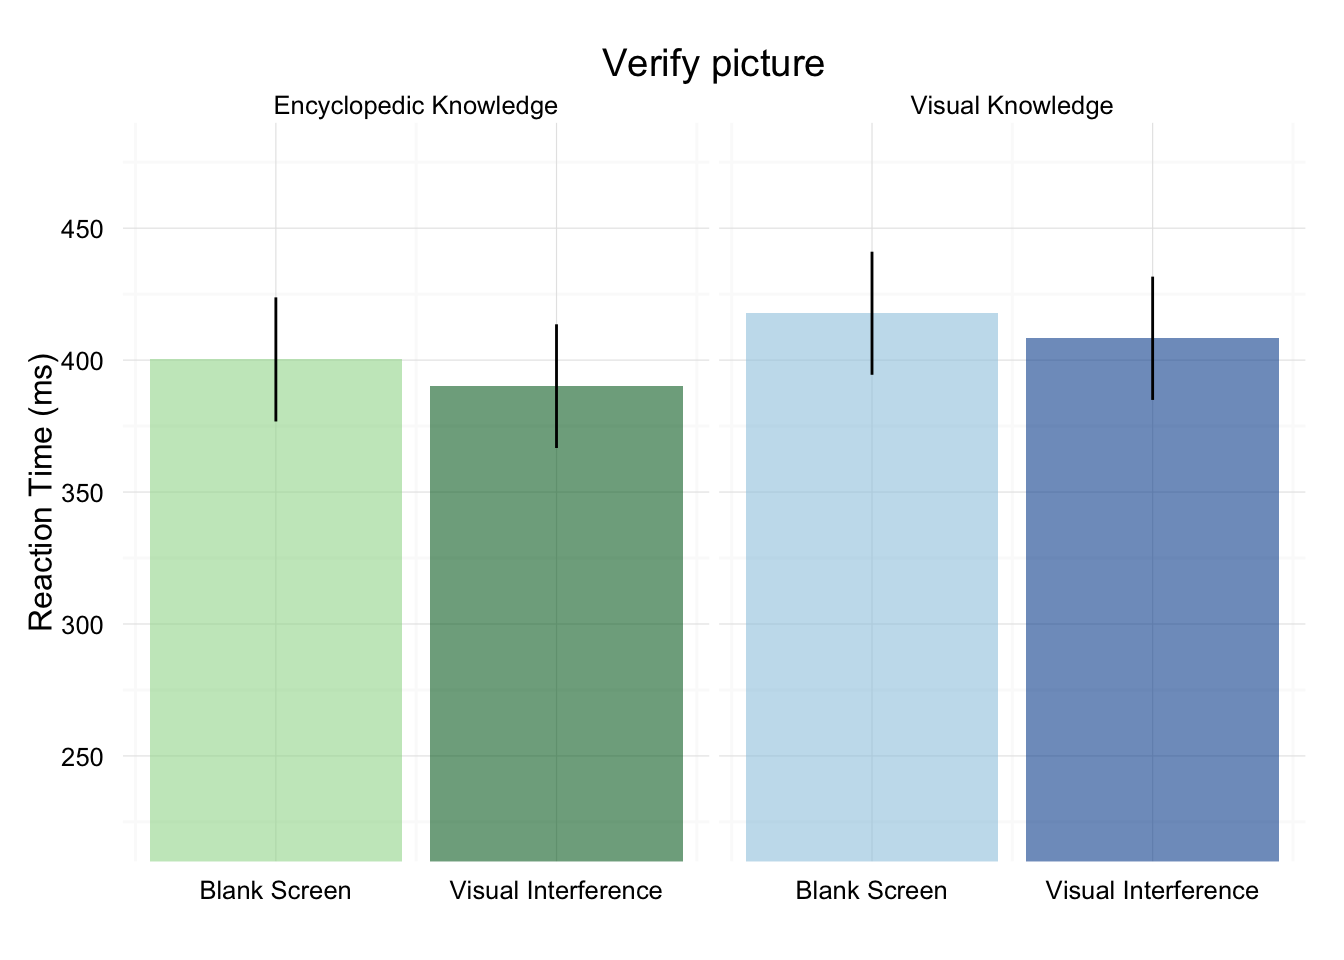 Verify picture
Encyclopedic Knowledge
Visual Knowledge
Reaction Time (ms)
450
400
350
300
250
Blank Screen
Visual Interference
Blank Screen
Visual Interference